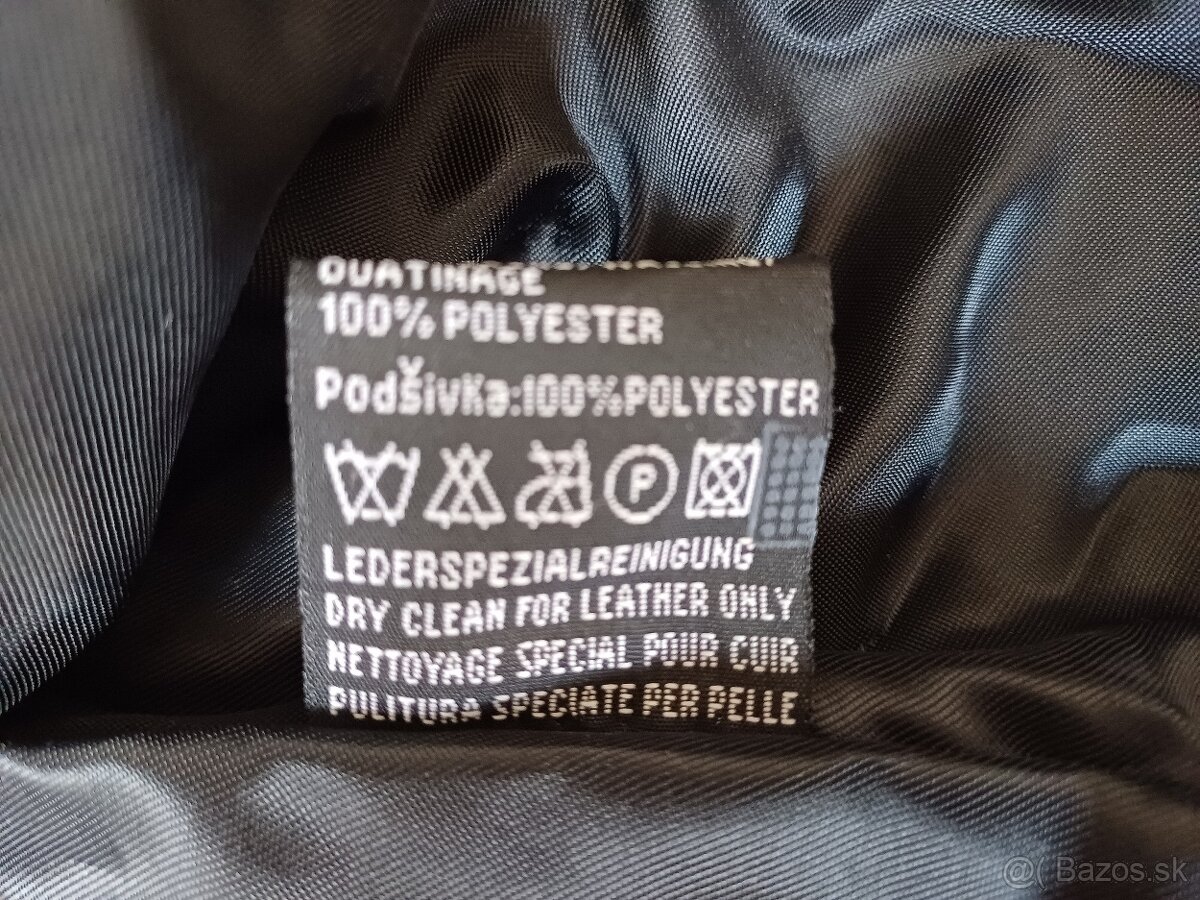 OUATINAGE
100% POLYESTER
Podšivka:100%POLYESTER
P
LEDERSPEZIALREINIGUNG
DRY CLEAN FOR LEATHER ONLY
NETTOYAGE SPECIAL POUR CUIR
PULITURA SPECIATE PER PELLE
@( Bazos.sk